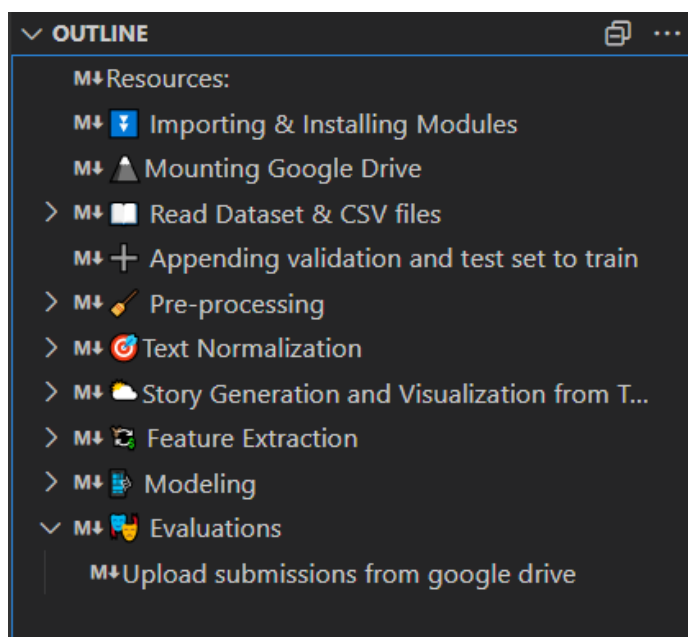 OUTLINE
M↓Resources:
M↓ ⏬ Importing & Installing Modules
M↓ ⛰ Mounting Google Drive
M↓ 📖 Read Dataset & CSV files
M↓ ➕ Appending validation and test set to train
M↓ 🧹 Pre-processing
M↓ 🎯Text Normalization
M↓ 🌥Story Generation and Visualization from T...
M↓ Feature Extraction
M↓ Modeling
M↓ 🎭 Evaluations
M↓Upload submissions from google drive